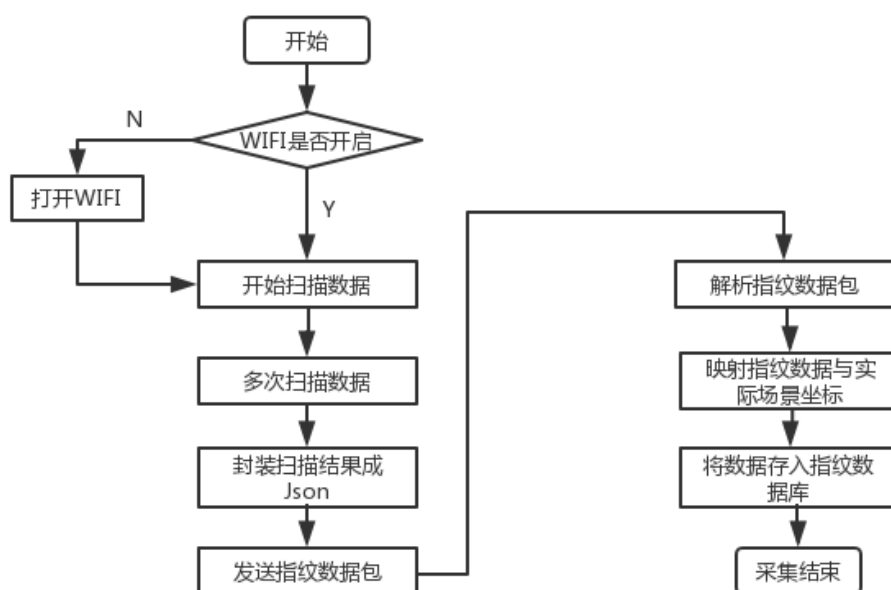 开始
N
WIFI是否开启
打开WIFI
Y
开始扫描数据
多次扫描数据
封装扫描结果成
Json
发送指纹数据包
解析指纹数据包
映射指纹数据与实
际场景坐标
将数据存入指纹数
据库
采集结束